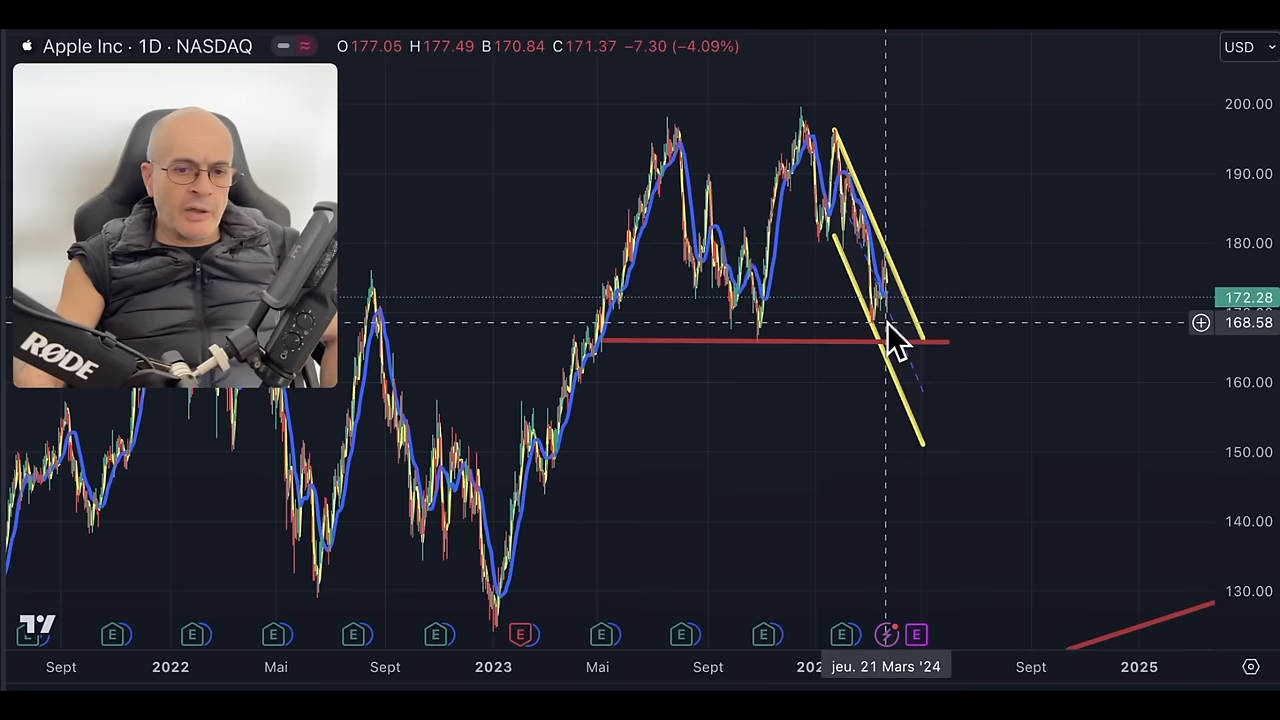 Apple Inc · 1D · NASDAQ O177.05 H177.49 B170.84 C171.37 −7.30 (−4.09%)
USD
200.00
190.00
180.00
172.28
168.58
160.00
150.00
140.00
130.00
RØDE
E E E E E E E E E E
Sept 2022 Mai Sept 2023 Mai Sept 202 jeu. 21 Mars '24 Sept 2025